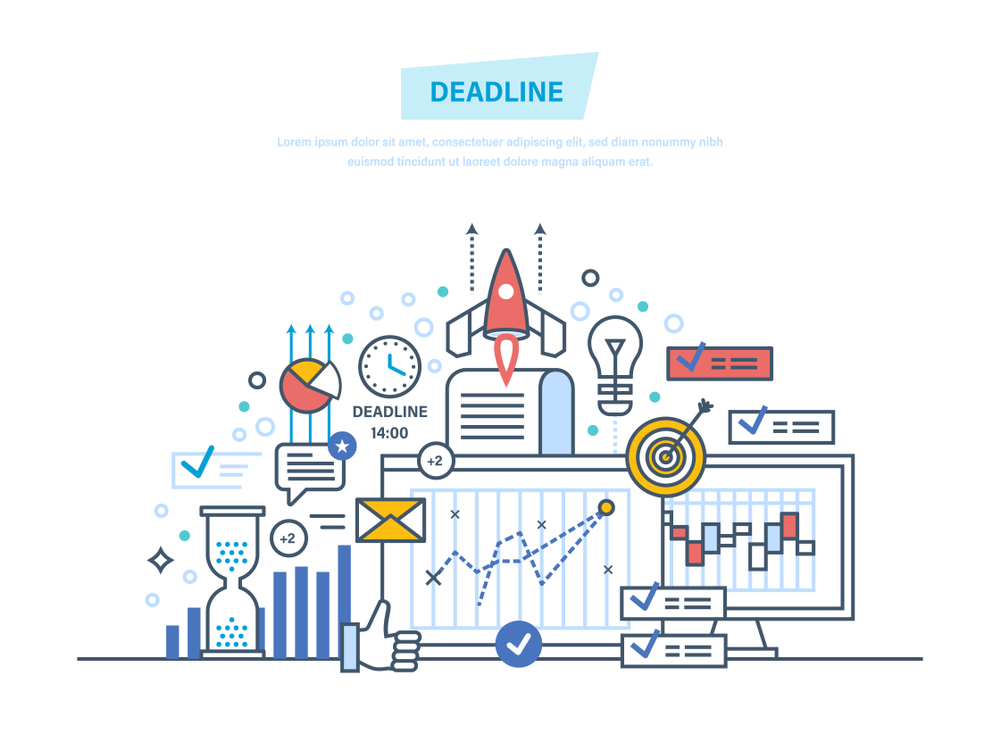 DEADLINE
Lorem ipsum dolor sit amet, consectetuer adipiscing elit, sed diam nonummy nibh
euismod tincidunt ut laoreet dolore magna aliquam erat.
DEADLINE
14:00
+2
+2